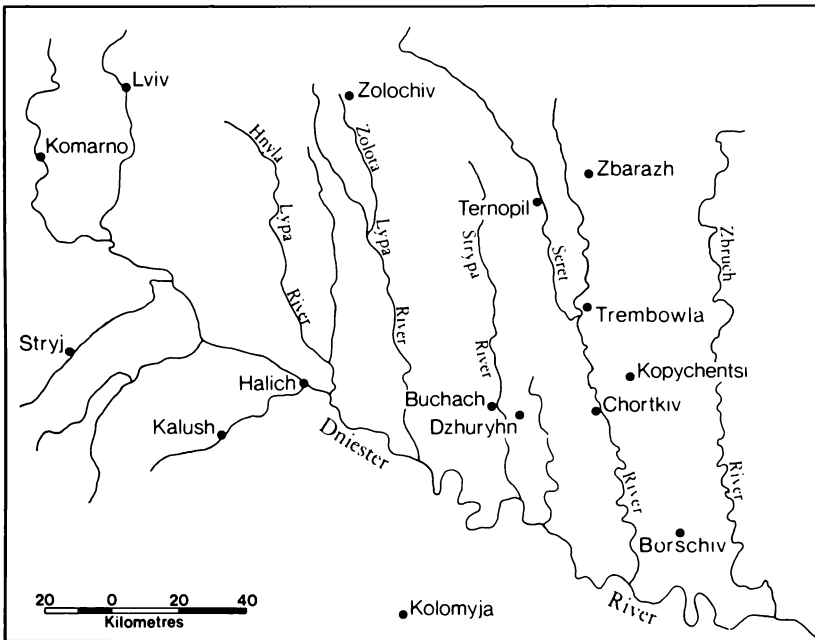 Lviv
Zolochiv
Komarno
Hnyla
Lypa
River
Zolota
Lypa
River
Zbarazh
Ternopil
Strypa
River
Seret
River
Zbruch
River
Trembowla
Stryj
Halich
Kopychentsi
Buchach
Chortkiv
Dzhuryhn
Kalush
Dniester
River
Borschiv
Kolomyja
20 0 20 40
Kilometres